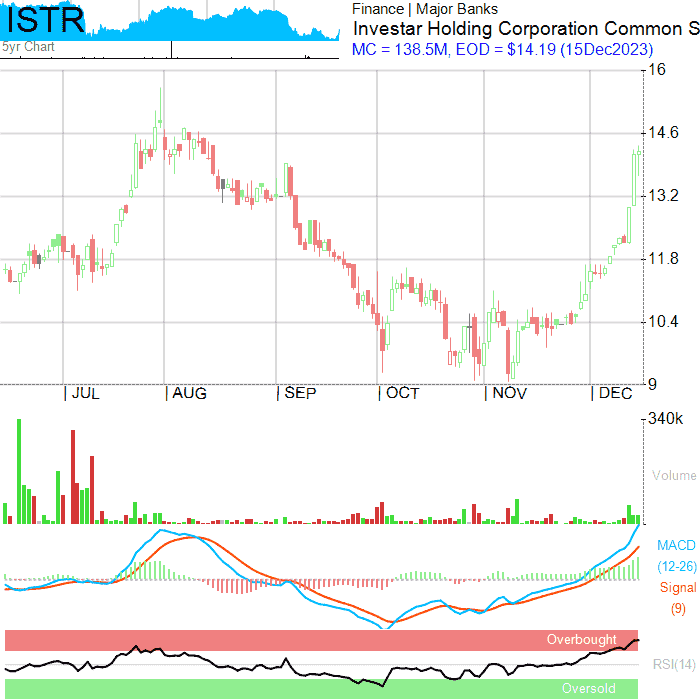 ISTR
5yr Chart
Finance | Major Banks
Investar Holding Corporation Common S
MC = 138.5M, EOD = $14.19 (15Dec2023)
16
14.6
13.2
11.8
10.4
9
JUL AUG SEP OCT NOV DEC
340k
Volume
MACD
(12-26)
Signal
(9)
Overbought
RSI(14)
Oversold